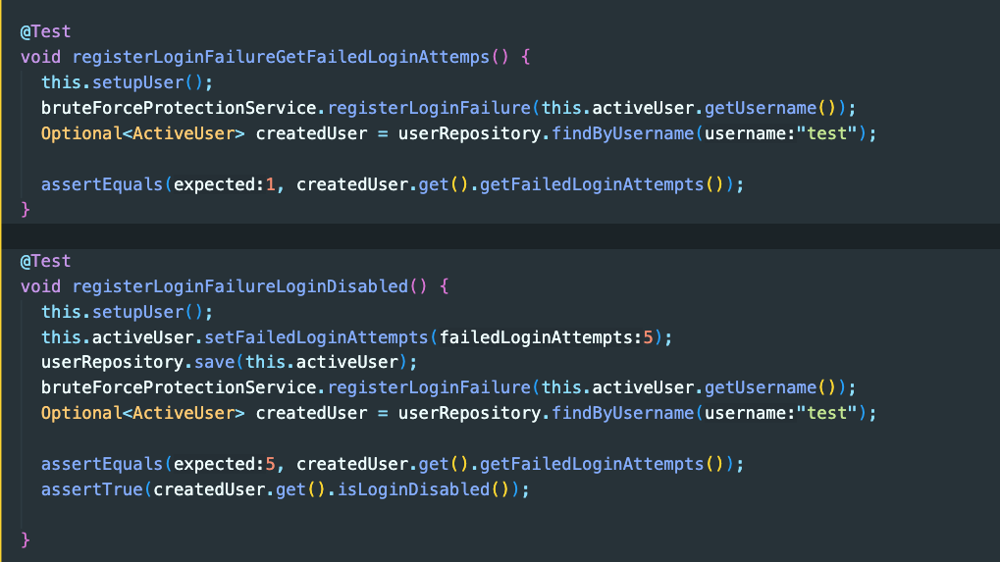 @Test
void registerLoginFailureGetFailedLoginAttemps() {
this.setupUser();
bruteForceProtectionService.registerLoginFailure(this.activeUser.getUsername());
Optional<ActiveUser> createdUser = userRepository.findByUsername(username:"test");
assertEquals(expected:1, createdUser.get().getFailedLoginAttempts());
}
@Test
void registerLoginFailureLoginDisabled() {
this.setupUser();
this.activeUser.setFailedLoginAttempts(failedLoginAttempts:5);
userRepository.save(this.activeUser);
bruteForceProtectionService.registerLoginFailure(this.activeUser.getUsername());
Optional<ActiveUser> createdUser = userRepository.findByUsername(username:"test");
assertEquals(expected:5, createdUser.get().getFailedLoginAttempts());
assertTrue(createdUser.get().isLoginDisabled());
}